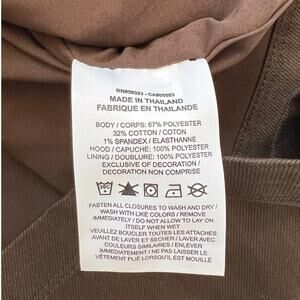 RN856323 - CA805553
MADE IN THAILAND
FABRIQUE EN THAILANDE
BODY / CORPS: 67% POLYESTER
32% COTTON / COTON
1% SPANDEX / ELASTHANNE
HOOD / CAPUCHE: 100% POLYESTER
LINING / DOUBLURE: 100% POLYESTER
EXCLUSIVE OF DECORATION /
DECORATION NON COMPRISE
FASTEN ALL CLOSURES TO WASH AND DRY /
WASH WITH LIKE COLORS / REMOVE
IMMEDIATELY / DO NOT ALLOW TO LAY ON
ITSELF WHEN WET
VEUILLEZ BOUCLER TOUTES LES ATTACHES
AVANT DE LAVER ET SECHER / LAVER AVEC
COULEURS SIMILAIRES / ENLEVER
IMMEDIATEMENT / NE PAS LAISSER LE
VÊTEMENT PLIÉ LORSQU'IL EST MOUILLÉ